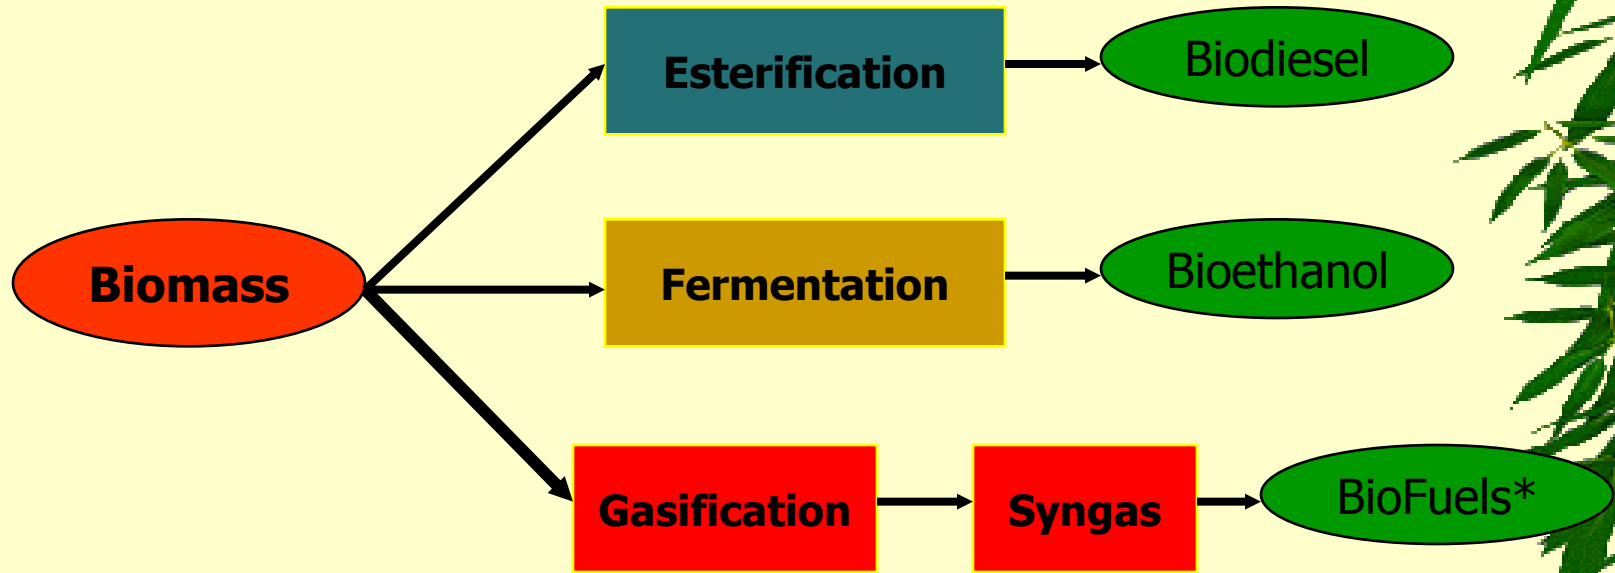 Esterification
Biodiesel
Biomass
Fermentation
Bioethanol
Gasification
Syngas
BioFuels*